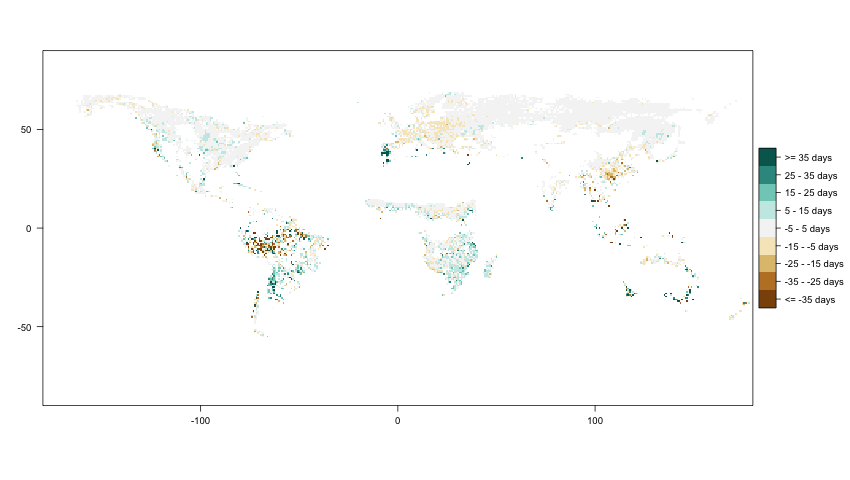 50
0
-50
-100
0
100
>= 35 days
25 - 35 days
15 - 25 days
5 - 15 days
-5 - 5 days
-15 - -5 days
-25 - -15 days
-35 - -25 days
<= -35 days